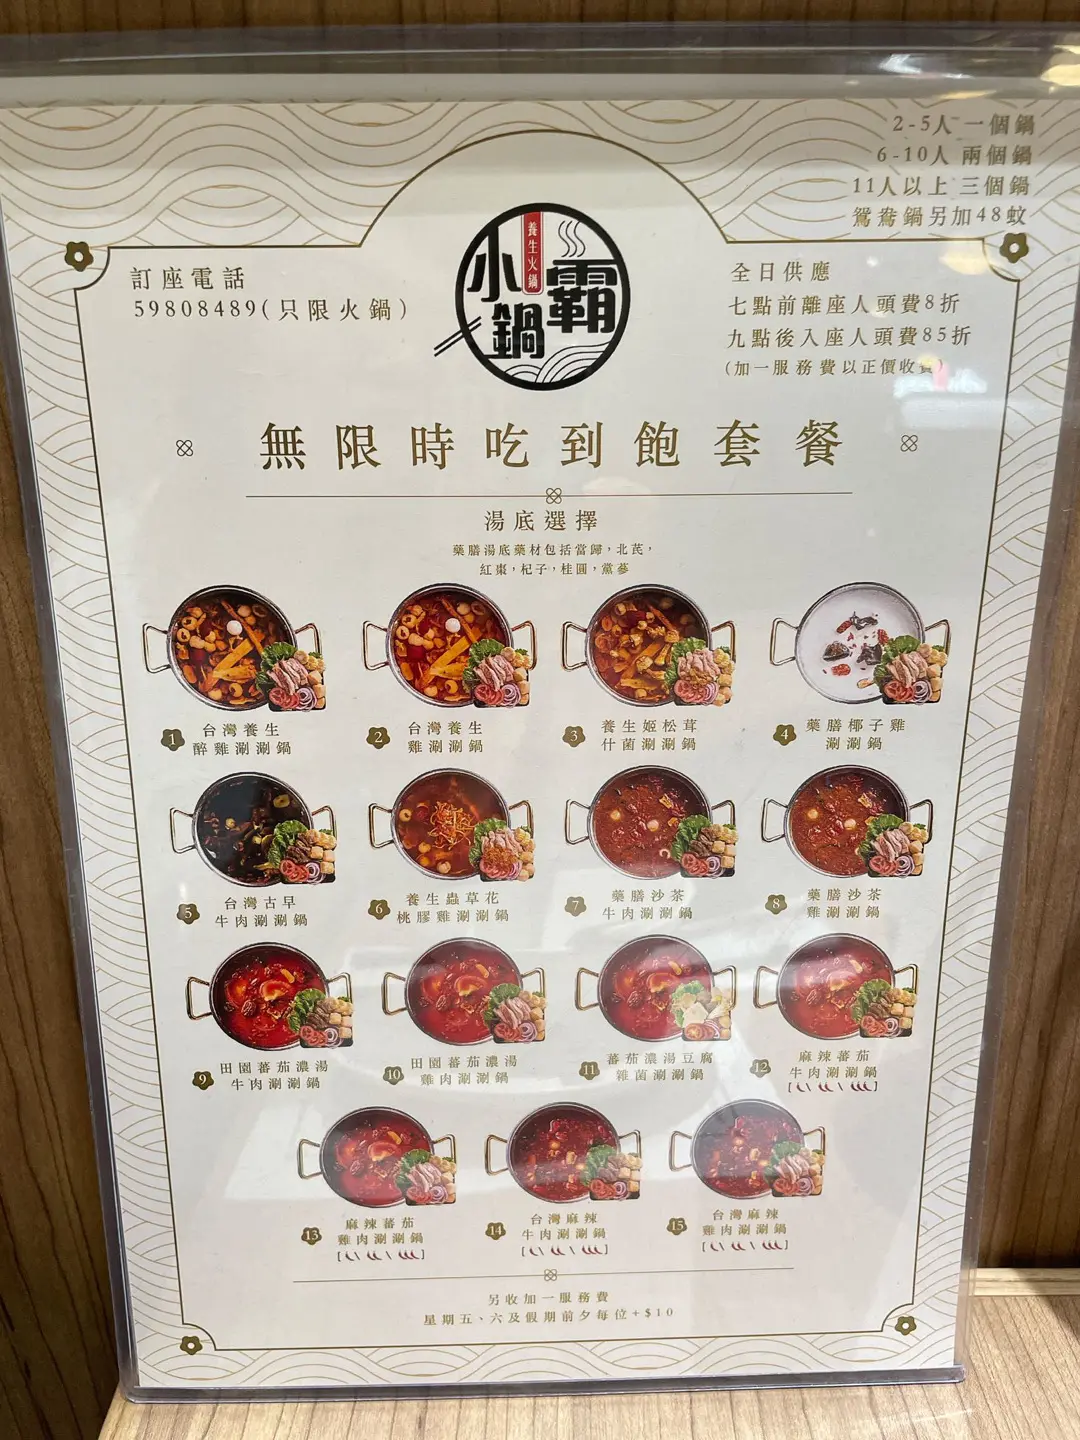 2-5人 一個鍋
6-10人 兩個鍋
11人以上 三個鍋
鴛鴦鍋另加48蚊
訂座電話
59808489(只限火鍋)
養生火鍋
小鍋霸
全日供應
七點前離座人頭費8折
九點後入座人頭費85折
(加一服務費以正價收費)
無限時吃到飽套餐
湯底選擇
藥膳湯底藥材包括當歸，北芪，
紅棗，杞子，桂圓，黨蔘
1 台灣養生
醉雞涮涮鍋
2 台灣養生
雞涮涮鍋
3 養生姬松茸
什菌涮涮鍋
4 藥膳椰子雞
涮涮鍋
5 台灣古早
牛肉涮涮鍋
6 養生蟲草花
桃膠雞涮涮鍋
7 藥膳沙茶
牛肉涮涮鍋
8 藥膳沙茶
雞涮涮鍋
9 田園蕃茄濃湯
牛肉涮涮鍋
10 田園蕃茄濃湯
雞肉涮涮鍋
11 蕃茄濃湯豆腐
雜菌涮涮鍋
12 麻辣蕃茄
牛肉涮涮鍋
13 麻辣蕃茄
雞肉涮涮鍋
14 台灣麻辣
牛肉涮涮鍋
15 台灣麻辣
雞肉涮涮鍋
另收加一服務費
星期五、六及假期前夕每位+$10